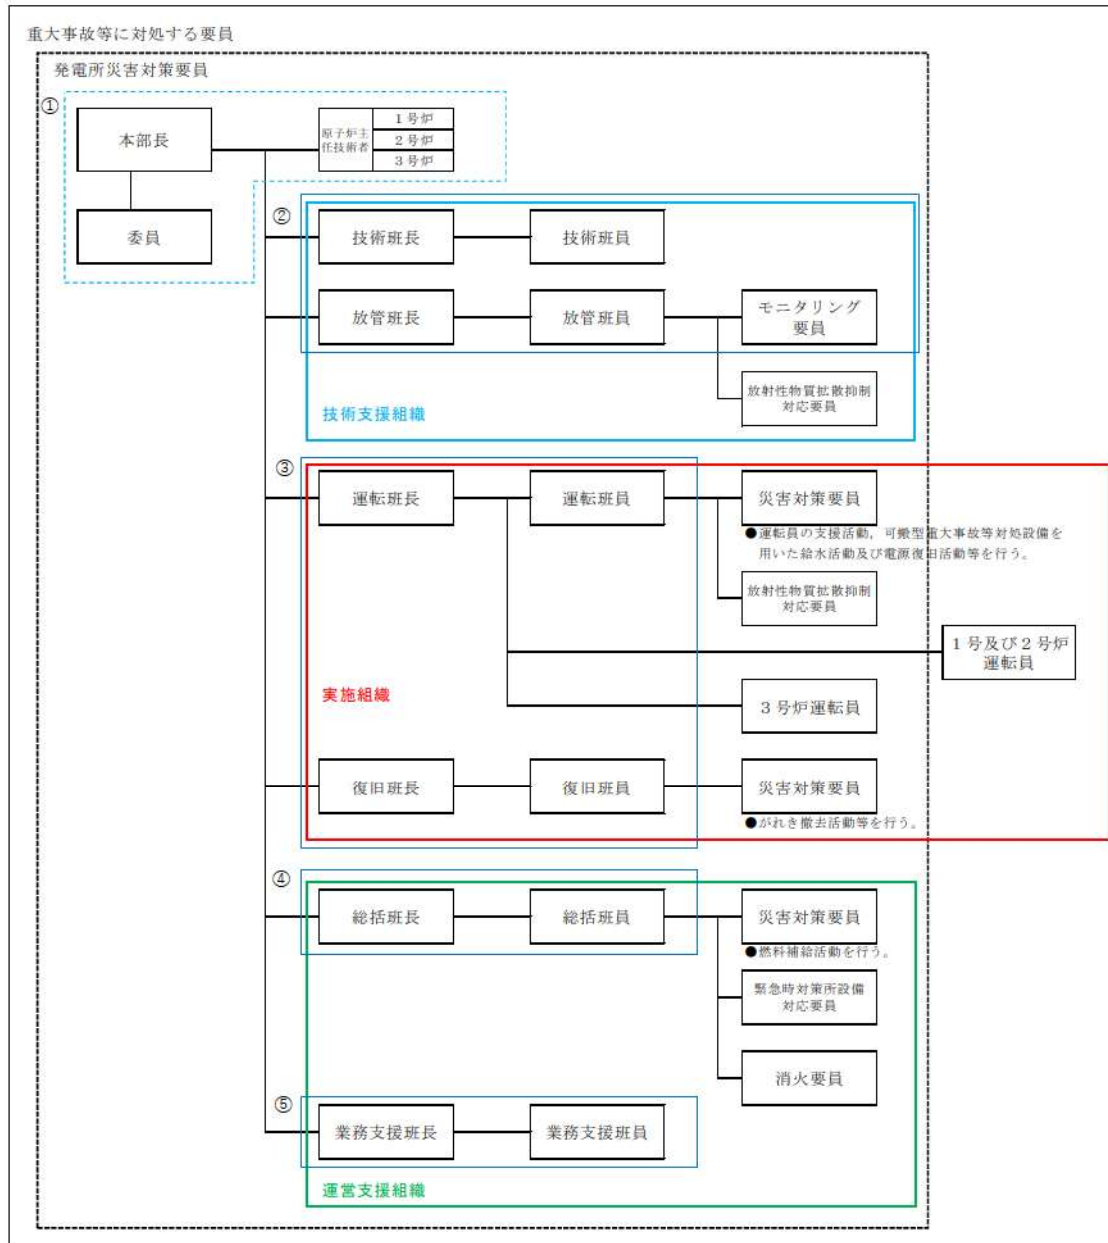 重大事故等に対処する要員
発電所災害対策要員
①
本部長
原子炉主
任技術者
1号炉
2号炉
3号炉
委員
②
技術班長
技術班員
放管班長
放管班員
モニタリング
要員
放射性物質拡散抑制
対応要員
技術支援組織
③
運転班長
運転班員
災害対策要員
●運転員の支援活動，可搬型重大事故等対処設備を
用いた給水活動及び電源復旧活動等を行う。
放射性物質拡散抑制
対応要員
1号及び2号炉
運転員
実施組織
3号炉運転員
復旧班長
復旧班員
災害対策要員
●がれき撤去活動等を行う。
④
総括班長
総括班員
災害対策要員
●燃料補給活動を行う。
緊急時対策所設備
対応要員
消火要員
⑤
業務支援班長
業務支援班員
運営支援組織